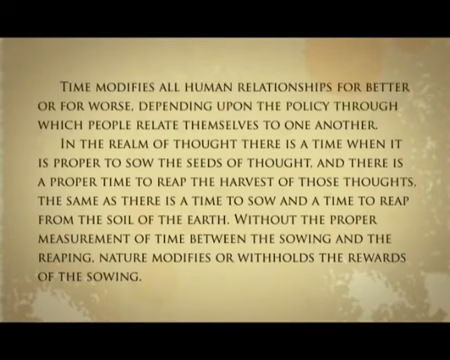 Time modifies all human relationships for better
or for worse, depending upon the policy through
which people relate themselves to one another.
In the realm of thought there is a time when it
is proper to sow the seeds of thought, and there is
a proper time to reap the harvest of those thoughts,
the same as there is a time to sow and a time to reap
from the soil of the earth. Without the proper
measurement of time between the sowing and the
reaping, nature modifies or withholds the rewards
of the sowing.